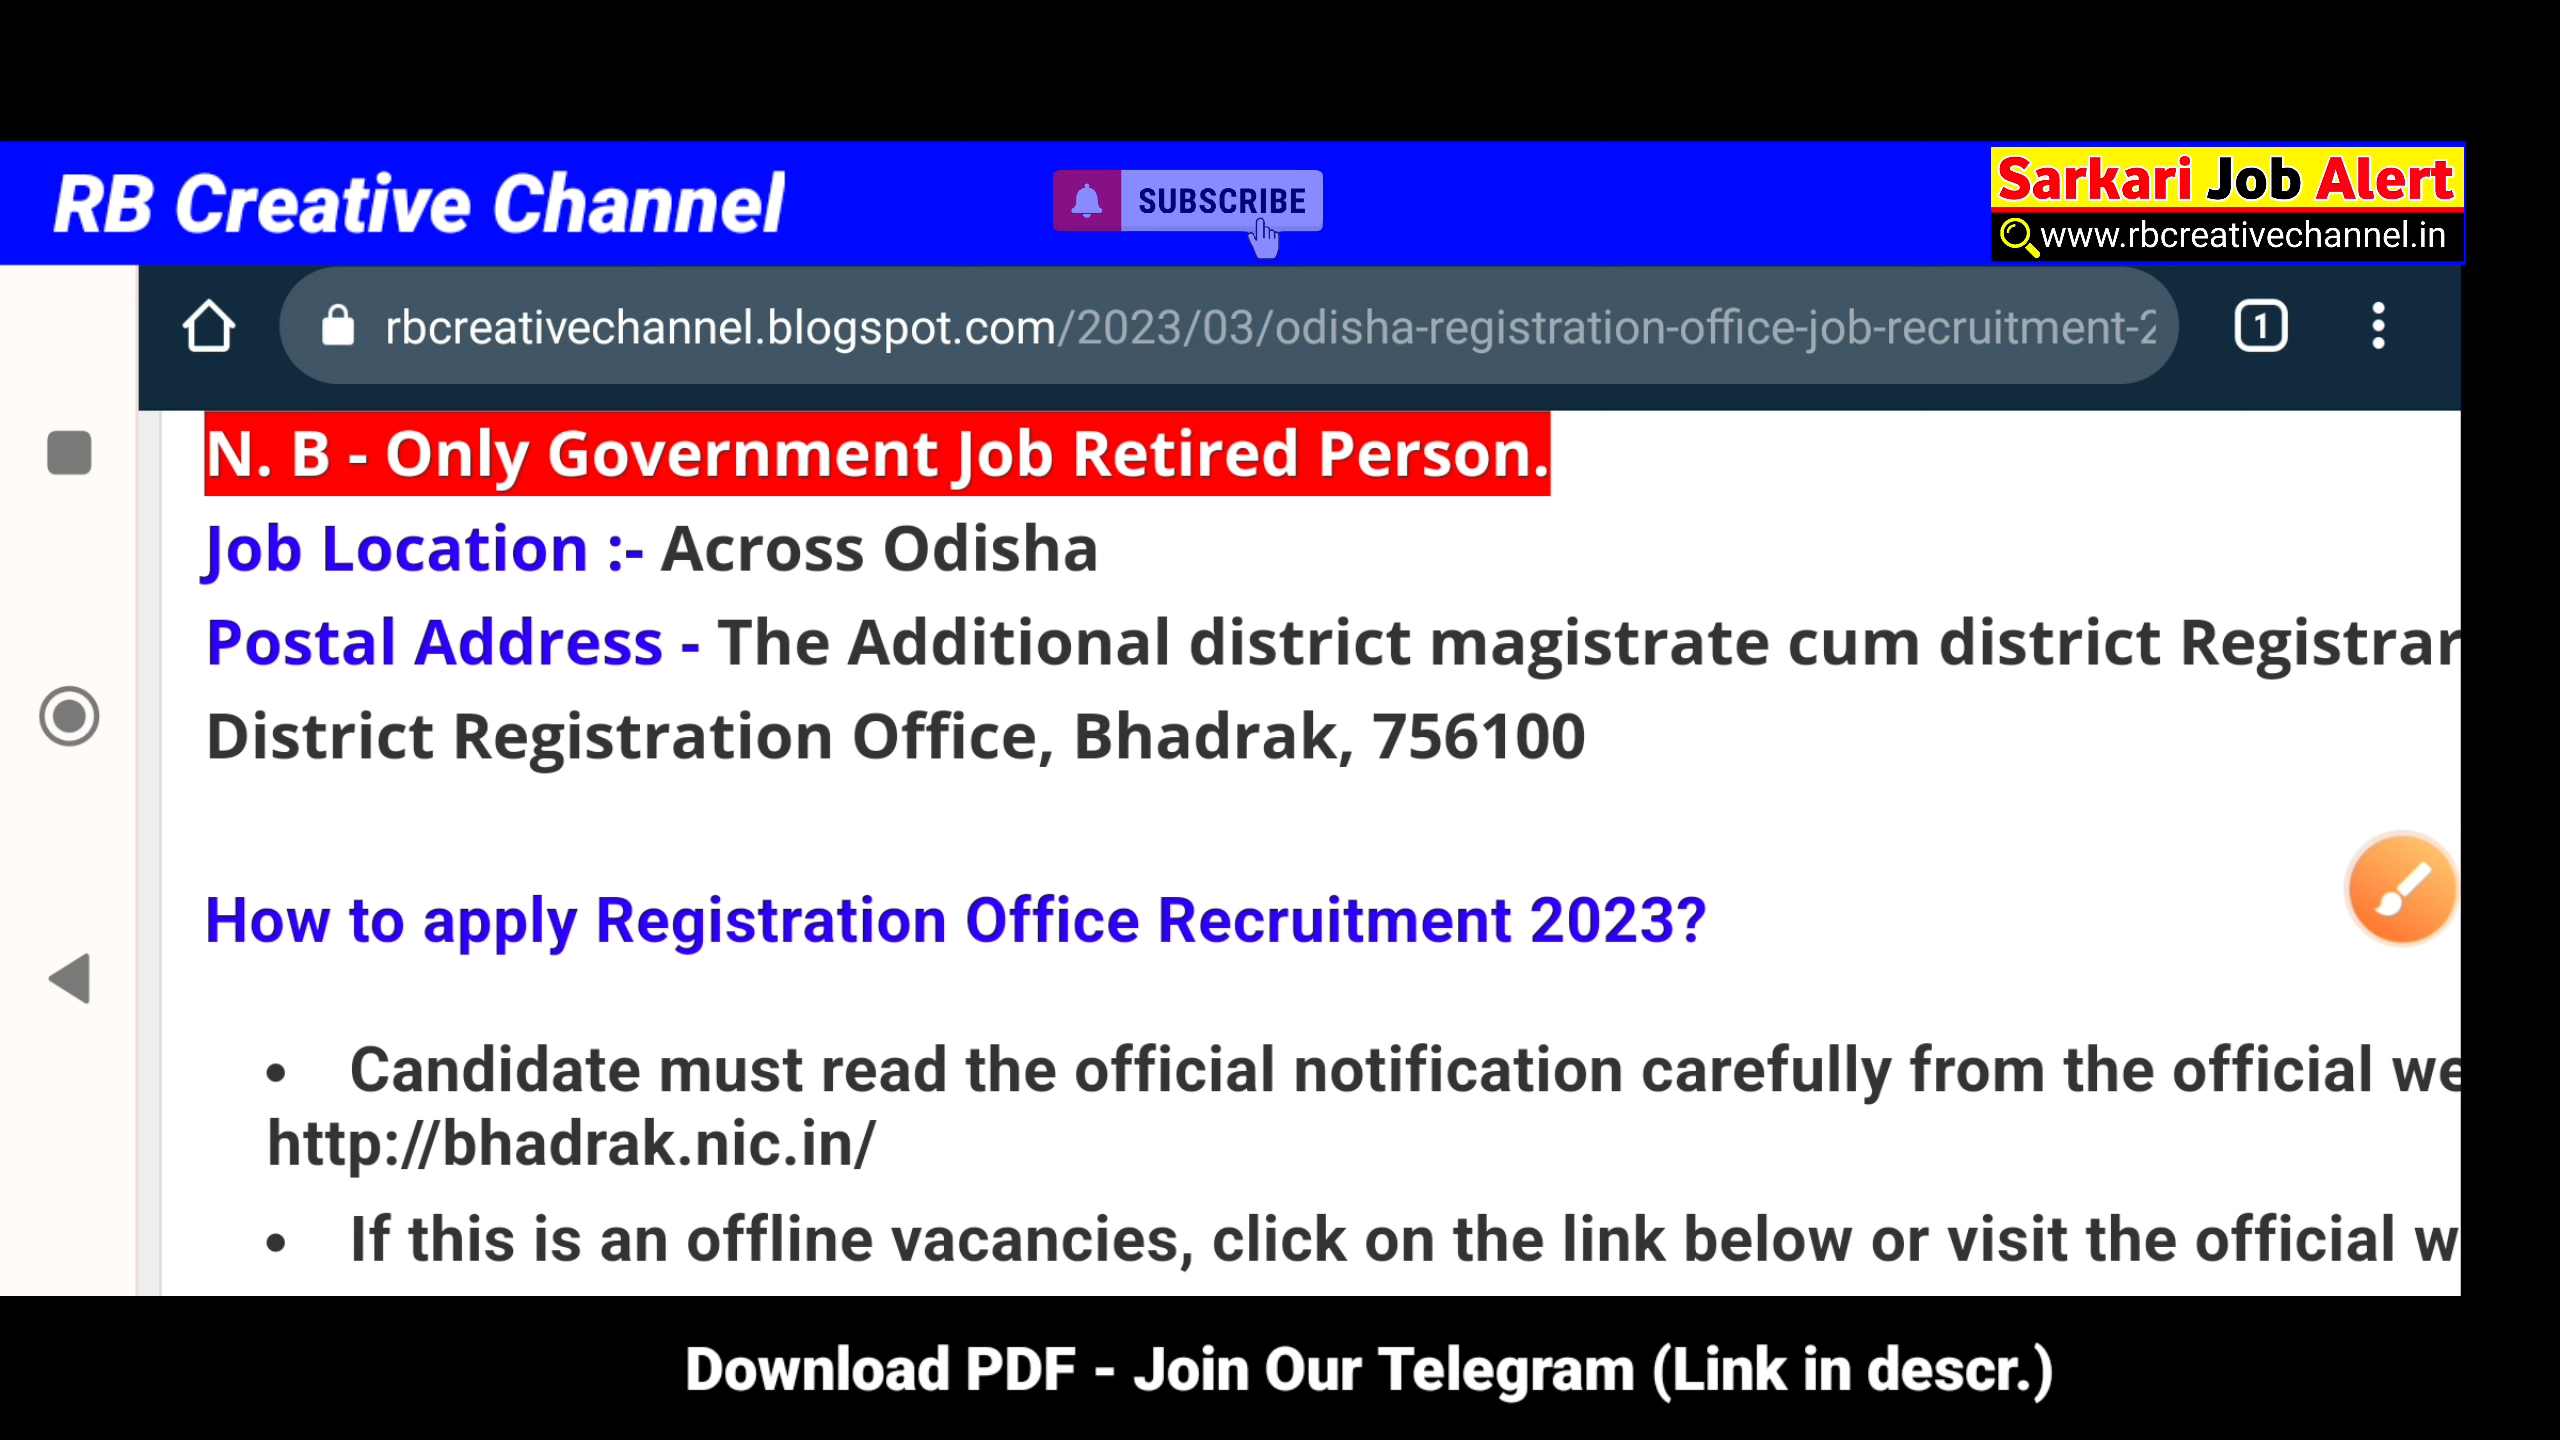 RB Creative Channel
SUBSCRIBE
Sarkari Job Alert
www.rbcreativechannel.in
rbcreativechannel.blogspot.com/2023/03/odisha-registration-office-job-recruitment-2
1
N. B - Only Government Job Retired Person.
Job Location :- Across Odisha
Postal Address - The Additional district magistrate cum district Registrar
District Registration Office, Bhadrak, 756100
How to apply Registration Office Recruitment 2023?
• Candidate must read the official notification carefully from the official we
http://bhadrak.nic.in/
• If this is an offline vacancies, click on the link below or visit the official w
Download PDF - Join Our Telegram (Link in descr.)